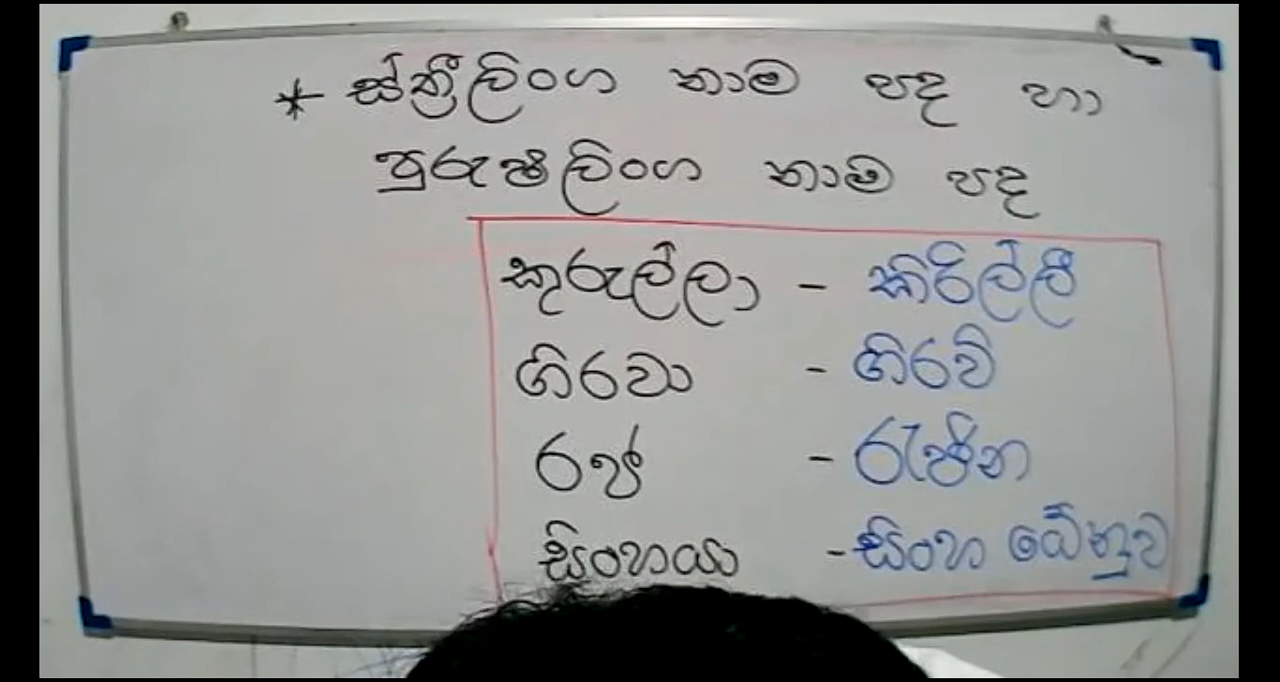 * ස්ත්‍රීලිංග නාම පද හා
පුරුෂලිංග නාම පද
කුරුල්ලා - කිරිල්ලී
ගිරවා - ගිරවි
රජ - රැජින
සිංහයා - සිංහ ධේනුව